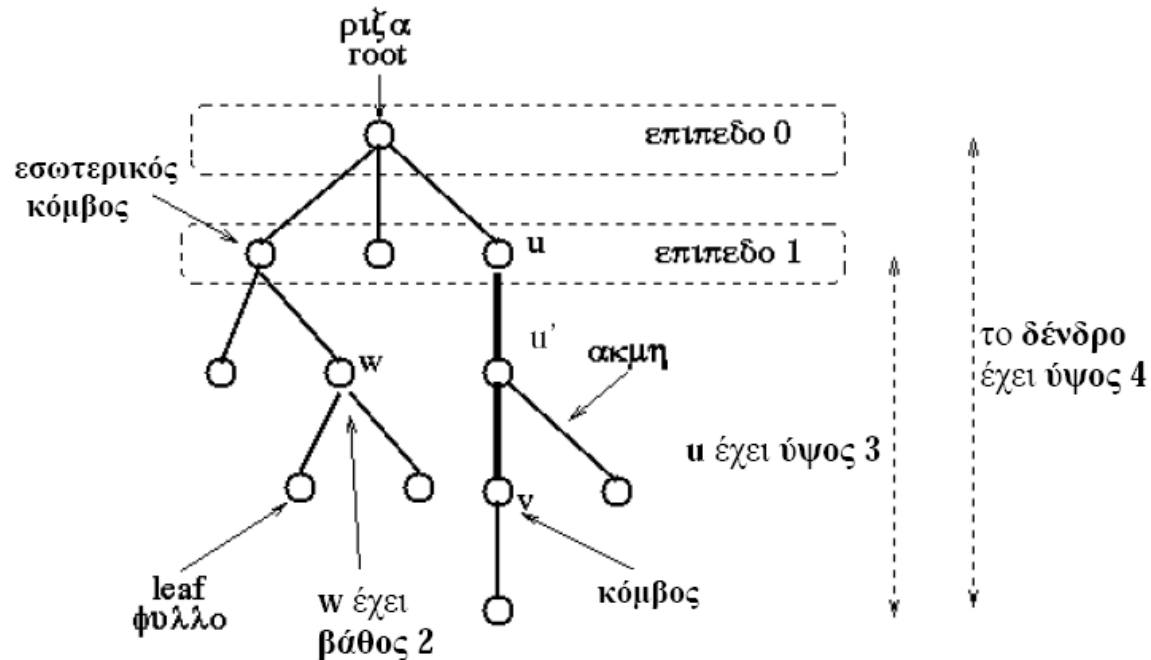 ριζα
root
επιπεδο 0
εσωτερικός
κόμβος
u
επιπεδο 1
u'
ακμη
w
το δένδρο
έχει ύψος 4
u έχει ύψος 3
v
leaf
φυλλο
w έχει
βάθος 2
κόμβος